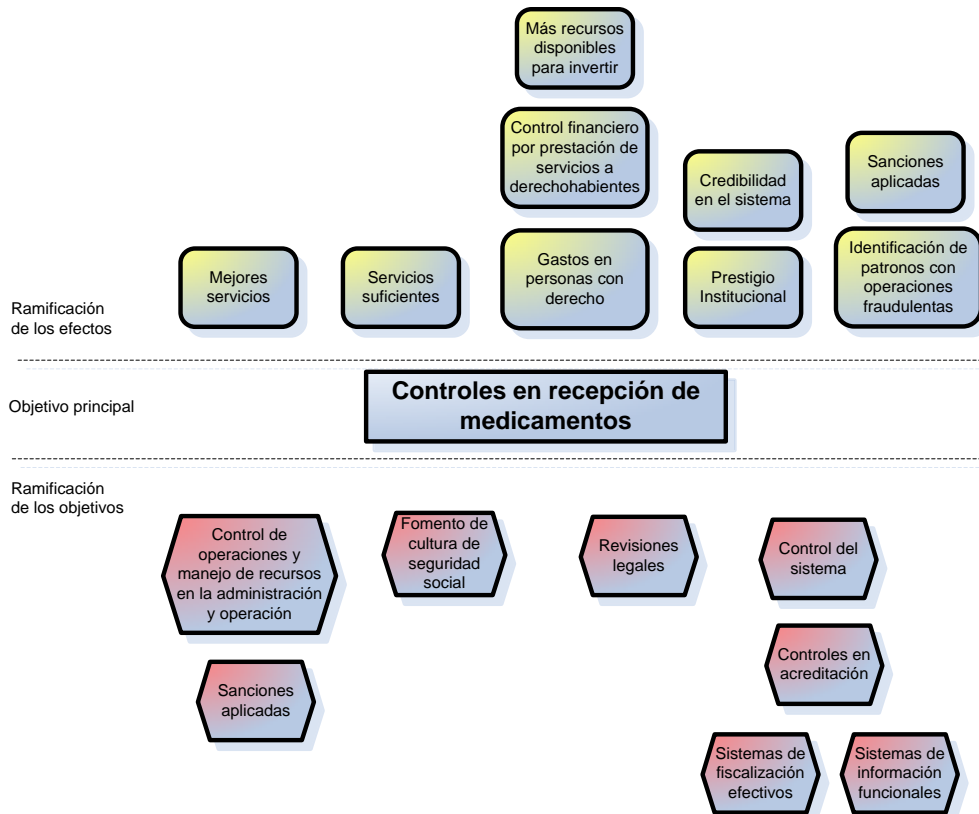 Más recursos
disponibles
para invertir
Control financiero
por prestación de
servicios a
derechohabientes
Credibilidad
en el sistema
Sanciones
aplicadas
Mejores
servicios
Servicios
suficientes
Gastos en
personas con
derecho
Prestigio
Institucional
Identificación de
patronos con
operaciones
fraudulentas
Ramificación
de los efectos
Objetivo principal
Controles en recepción de
medicamentos
Ramificación
de los objetivos
Control de
operaciones y
manejo de recursos
en la administración
y operación
Fomento de
cultura de
seguridad
social
Revisiones
legales
Control del
sistema
Sanciones
aplicadas
Controles en
acreditación
Sistemas de
fiscalización
efectivos
Sistemas de
información
funcionales